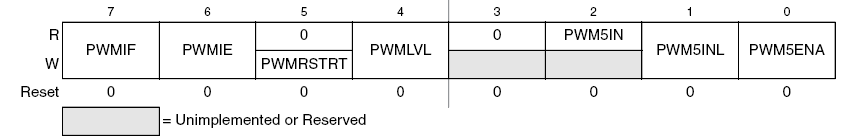 7 6 5 4 3 2 1 0
R PWMIF PWMIE 0 PWMLVL 0 PWM5IN PWM5INL PWM5ENA
W PWMRSTRT
Reset 0 0 0 0 0 0 0 0
= Unimplemented or Reserved